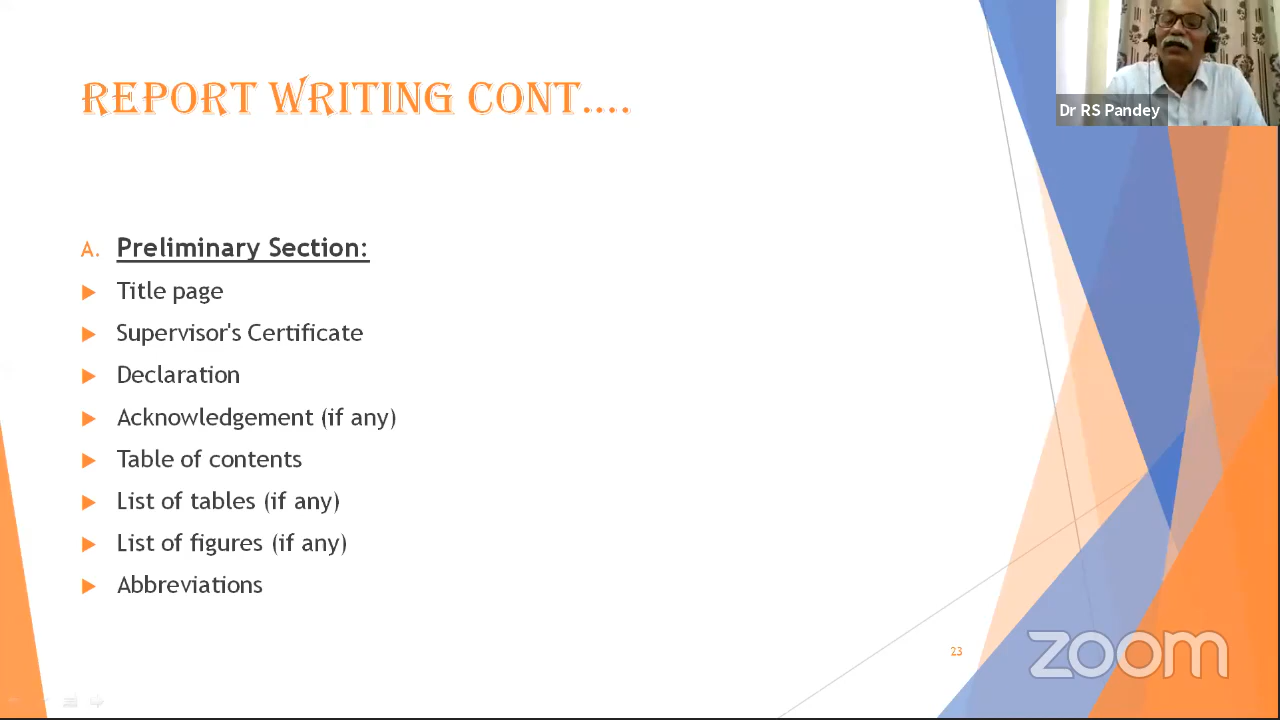 REPORT WRITING CONT....
Dr RS Pandey
A. Preliminary Section:
Title page
Supervisor's Certificate
Declaration
Acknowledgement (if any)
Table of contents
List of tables (if any)
List of figures (if any)
Abbreviations
23
zoom